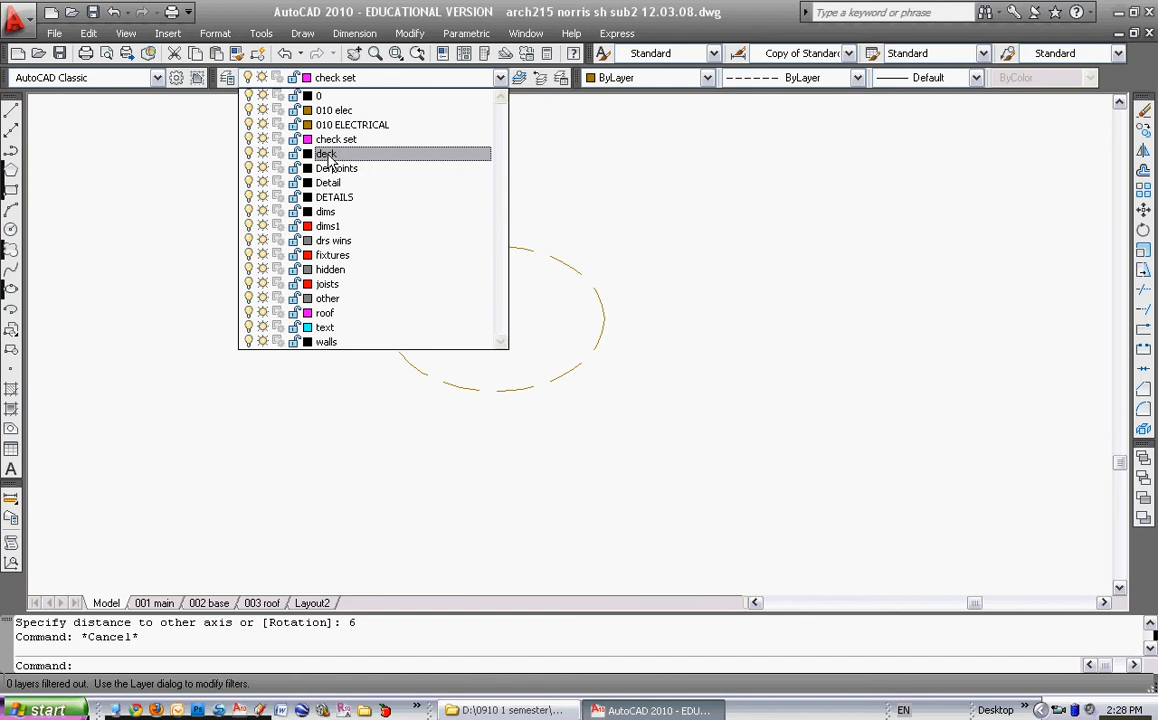 AutoCAD 2010 - EDUCATIONAL VERSION arch215 norris sh sub2 12.03.08.dwg
Type a keyword or phrase
File Edit View Insert Format Tools Draw Dimension Modify Parametric Window Help Express
Standard Copy of Standard Standard Standard
AutoCAD Classic check set ByLayer ByLayer Default ByColor
0
010 elec
010 ELECTRICAL
check set
deck
Defpoints
Detail
DETAILS
dims
dims1
drs wins
fixtures
hidden
joists
other
roof
text
walls
A
Model 001 main 002 base 003 roof Layout2
Specify distance to other axis or [Rotation]: 6
Command: *Cancel*
Command:
0 layers filtered out. Use the Layer dialog to modify filters.
start D:\0910 1 semester\... AutoCAD 2010 - EDU... EN Desktop 2:28 PM